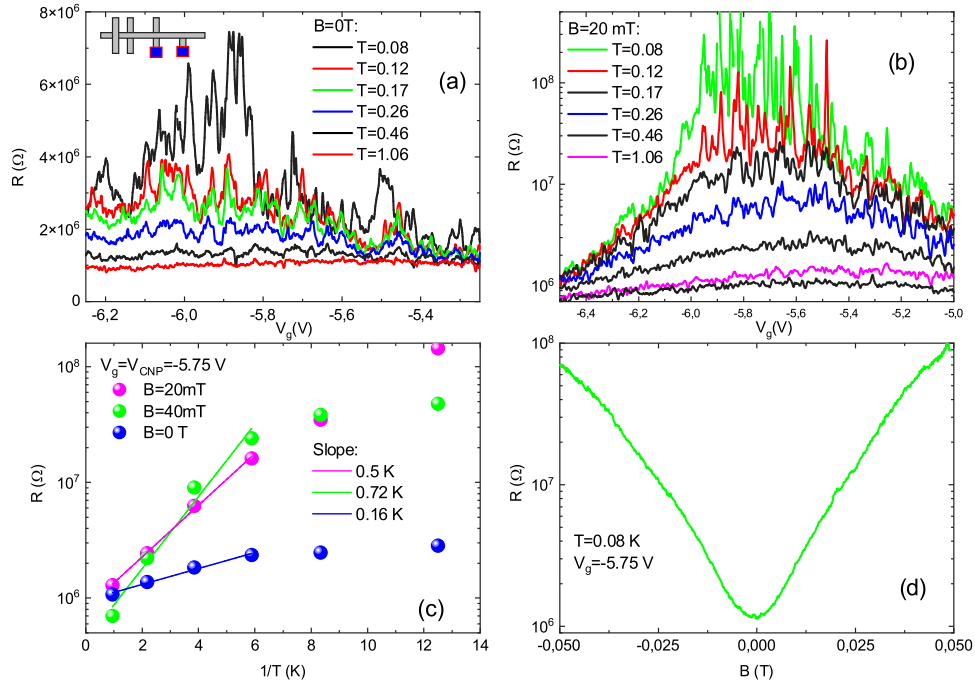 8×10⁶
6×10⁶
4×10⁶
2×10⁶
0
R (Ω)
B=0T:
T=0.08
T=0.12
T=0.17
T=0.26
T=0.46
T=1.06
(a)
-6,2 -6,0 -5,8 -5,6 -5,4
V_g(V)
10⁸
10⁷
10⁶
R (Ω)
B=20 mT:
T=0.08
T=0.12
T=0.17
T=0.26
T=0.46
T=1.06
(b)
-6,4 -6,2 -6,0 -5,8 -5,6 -5,4 -5,2 -5,0
V_g(V)
10⁸
10⁷
10⁶
R (Ω)
V_g=V_CNP=-5.75 V
B=20mT
B=40mT
B=0 T
Slope:
0.5 K
0.72 K
0.16 K
(c)
0 2 4 6 8 10 12 14
1/T (K)
10⁸
10⁷
10⁶
R (Ω)
T=0.08 K
V_g=-5.75 V
(d)
-0,050 -0,025 0,000 0,025 0,050
B (T)